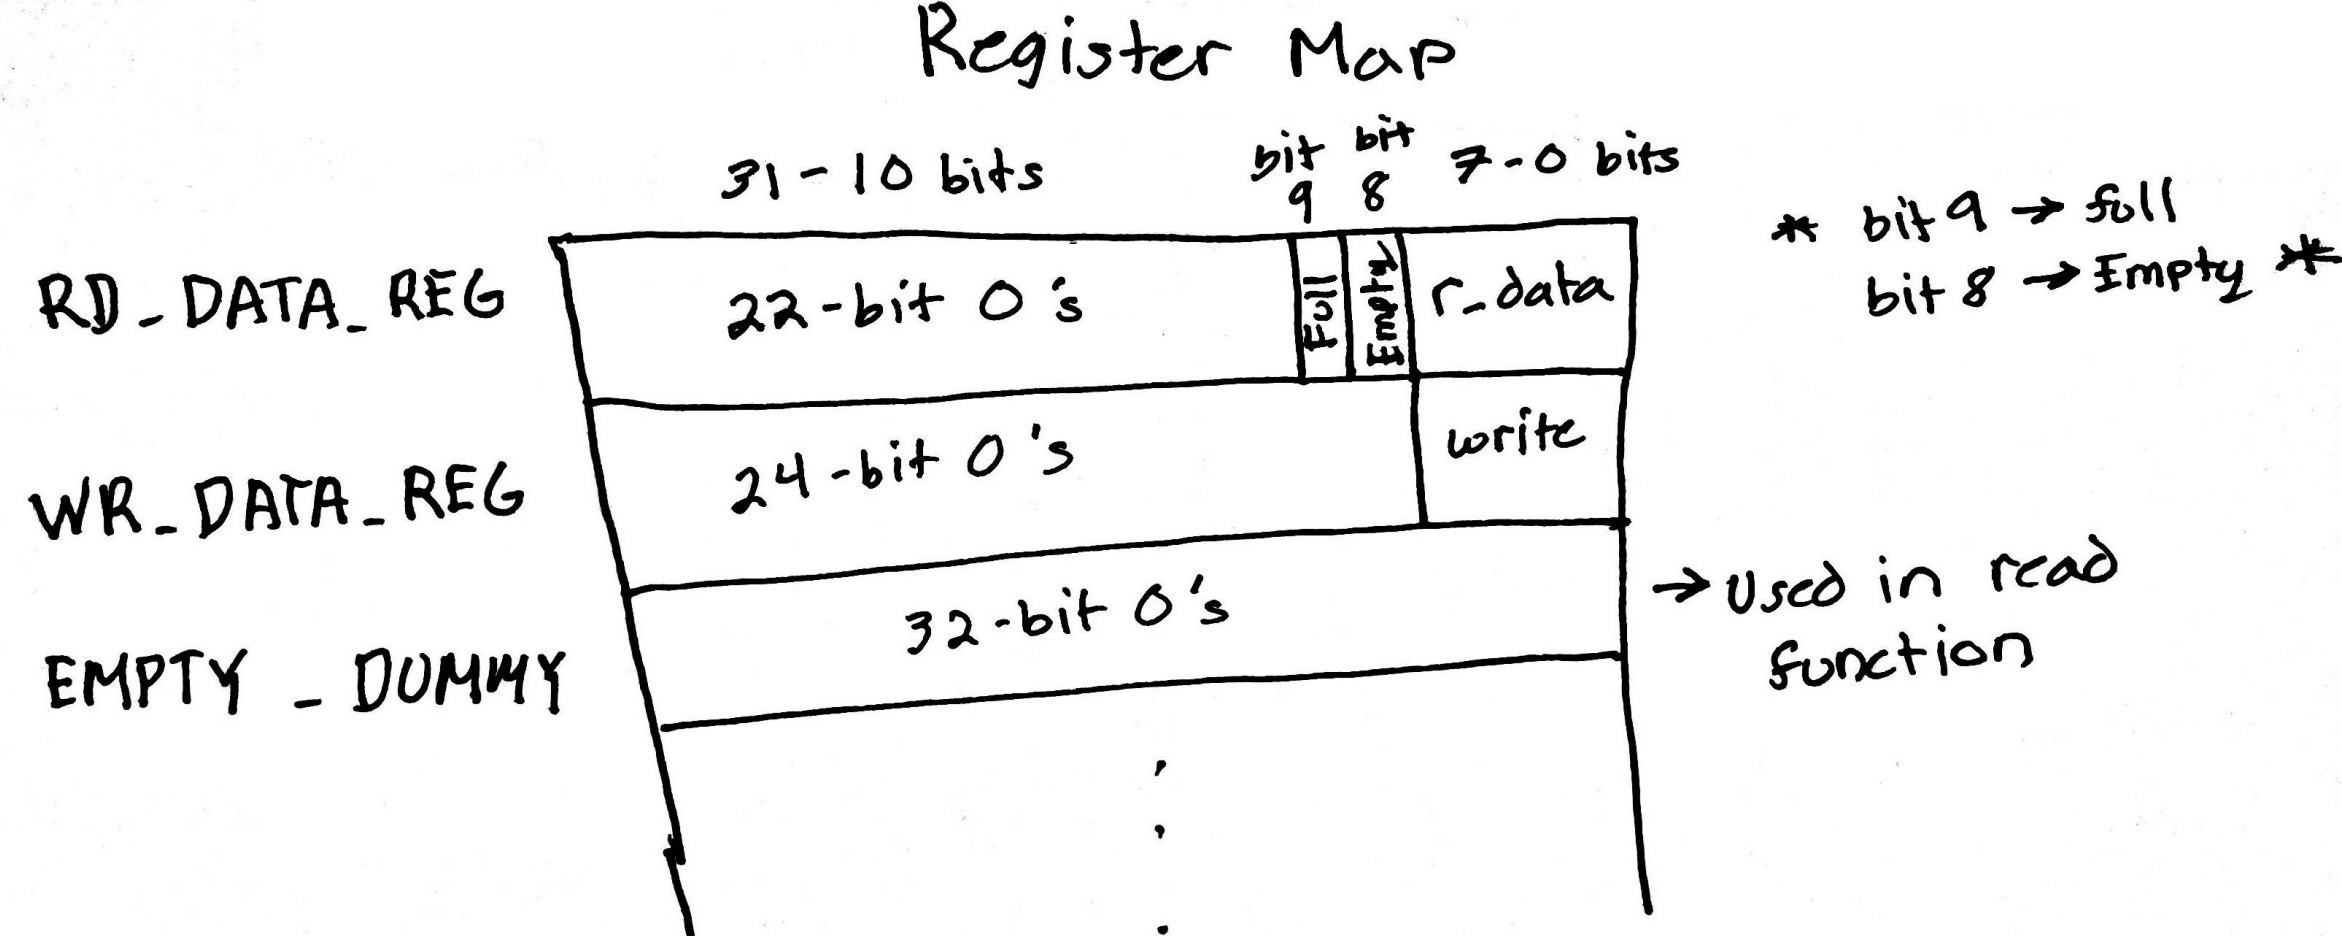 Register Map
31-10 bits bit 9 bit 8 7-0 bits
* bit 9 → full
bit 8 → Empty *
RD_DATA_REG 22-bit 0's Full Empty r_data
WR_DATA_REG 24-bit 0's write
EMPTY_DUMMY 32-bit 0's → Used in read
function